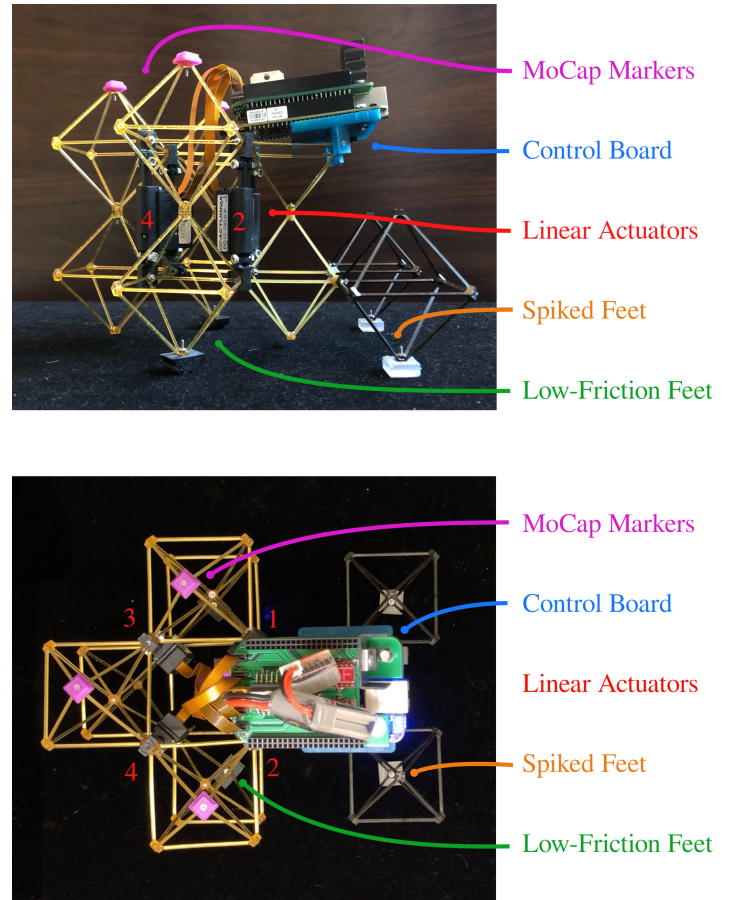 MoCap Markers
Control Board
4
2
Linear Actuators
Spiked Feet
Low-Friction Feet
MoCap Markers
3
1
Control Board
Linear Actuators
4
2
Spiked Feet
Low-Friction Feet